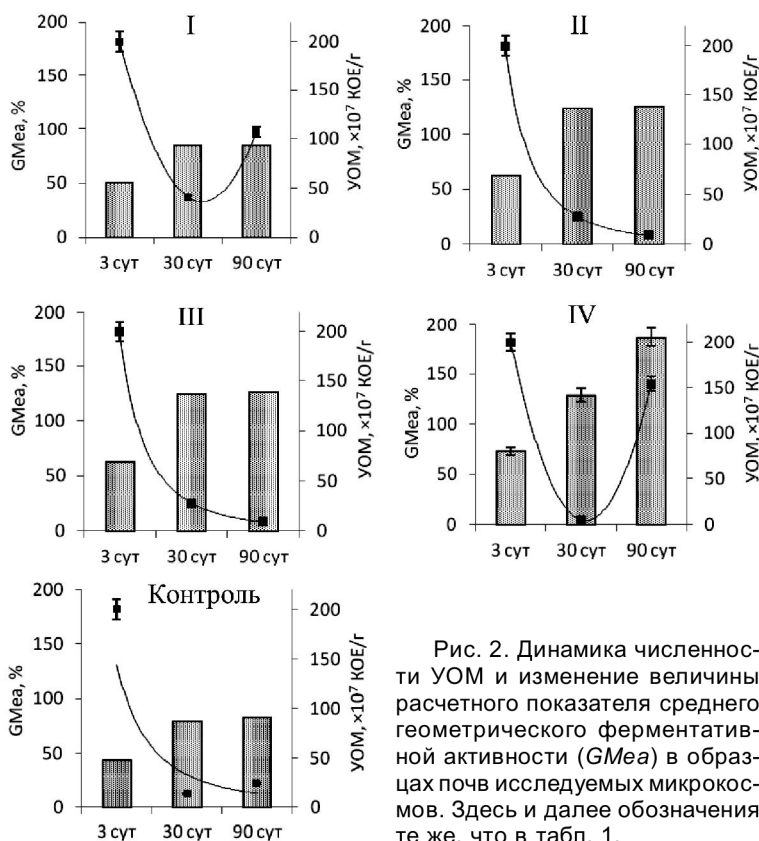 I
GMea, %
200
150
100
50
0
УОМ, ×10⁷ КОЕ/г
200
150
100
50
0
3 сут 30 сут 90 сут
II
GMea, %
200
150
100
50
0
УОМ, ×10⁷ КОЕ/г
200
150
100
50
0
3 сут 30 сут 90 сут
III
GMea, %
200
150
100
50
0
УОМ, ×10⁷ КОЕ/г
200
150
100
50
0
3 сут 30 сут 90 сут
IV
GMea, %
200
150
100
50
0
УОМ, ×10⁷ КОЕ/г
200
150
100
50
0
3 сут 30 сут 90 сут
Контроль
GMea, %
200
150
100
50
0
УОМ, ×10⁷ КОЕ/г
200
150
100
50
0
3 сут 30 сут 90 сут
Рис. 2. Динамика численнос-
ти УОМ и изменение величины
расчетного показателя среднего
геометрического ферментатив-
ной активности (GMea) в образ-
цах почв исследуемых микрокос-
мов. Здесь и далее обозначения
те же, что в табл. 1.